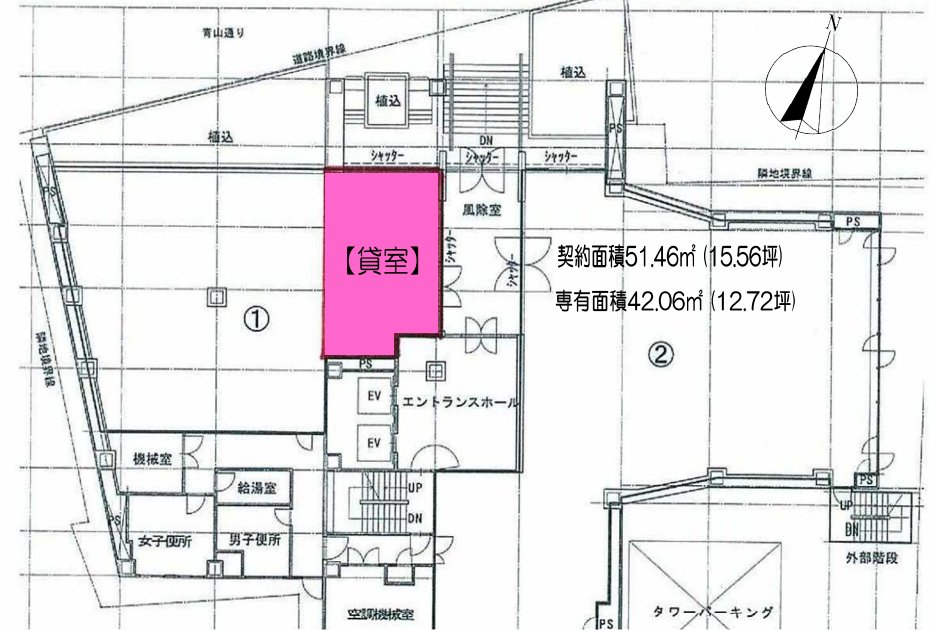 青山通り
道路境界線
N
植込
植込
植込
PS
DN
シャッター
シャッター
シャッター
隣地境界線
PS
風除室
PS
【貸室】
シャッター
シャッター
契約面積51.46㎡ (15.56坪)
専有面積42.06㎡ (12.72坪)
①
②
隣地境界線
PS
EV
エントランスホール
EV
機械室
給湯室
UP
DN
PS
PS
UP
DN
女子便所
男子便所
外部階段
空調機械室
タワーパーキング
PS